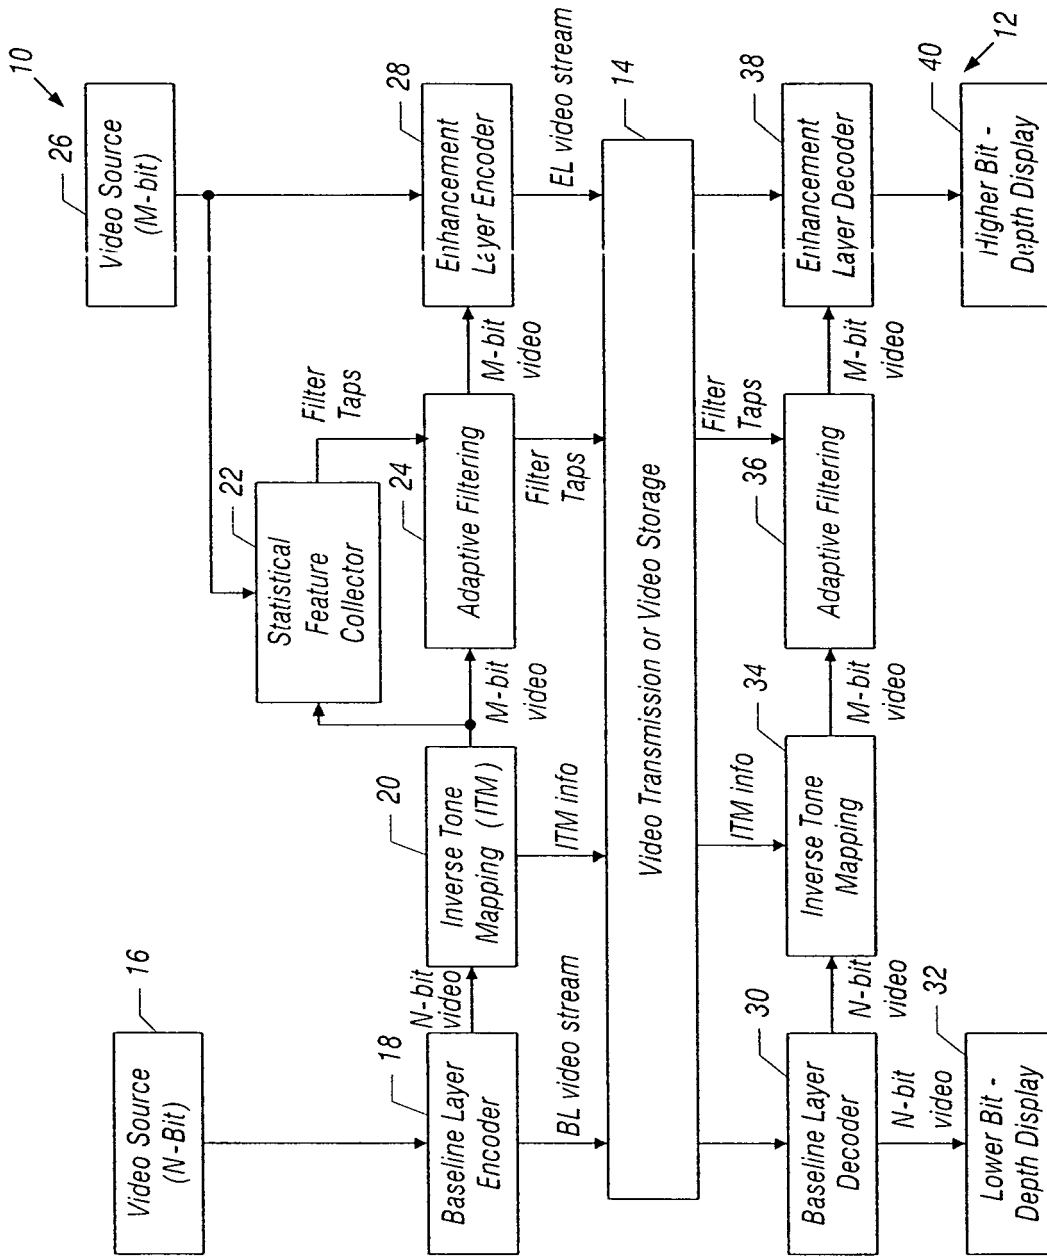 10
26
Video Source
(M-bit)
16
Video Source
(N-Bit)
22
Statistical
Feature
Collector
Filter
Taps
28
Enhancement
Layer Encoder
M-bit
video
24
Adaptive Filtering
M-bit
video
20
Inverse Tone
Mapping (ITM)
N-bit
video
18
Baseline Layer
Encoder
EL video stream
Filter
Taps
ITM info
BL video stream
14
Video Transmission or Video Storage
Filter
Taps
ITM info
38
Enhancement
Layer Decoder
M-bit
video
36
Adaptive Filtering
M-bit
video
34
Inverse Tone
Mapping
N-bit
video
30
Baseline Layer
Decoder
N-bit
video
32
Lower Bit -
Depth Display
40
Higher Bit -
Depth Display
12